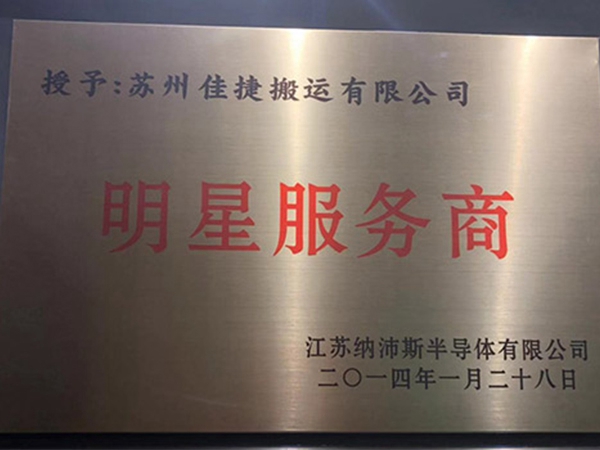 授予:苏州佳捷搬运有限公司
明星服务商
江苏纳沛斯半导体有限公司
二〇一四年一月二十八日